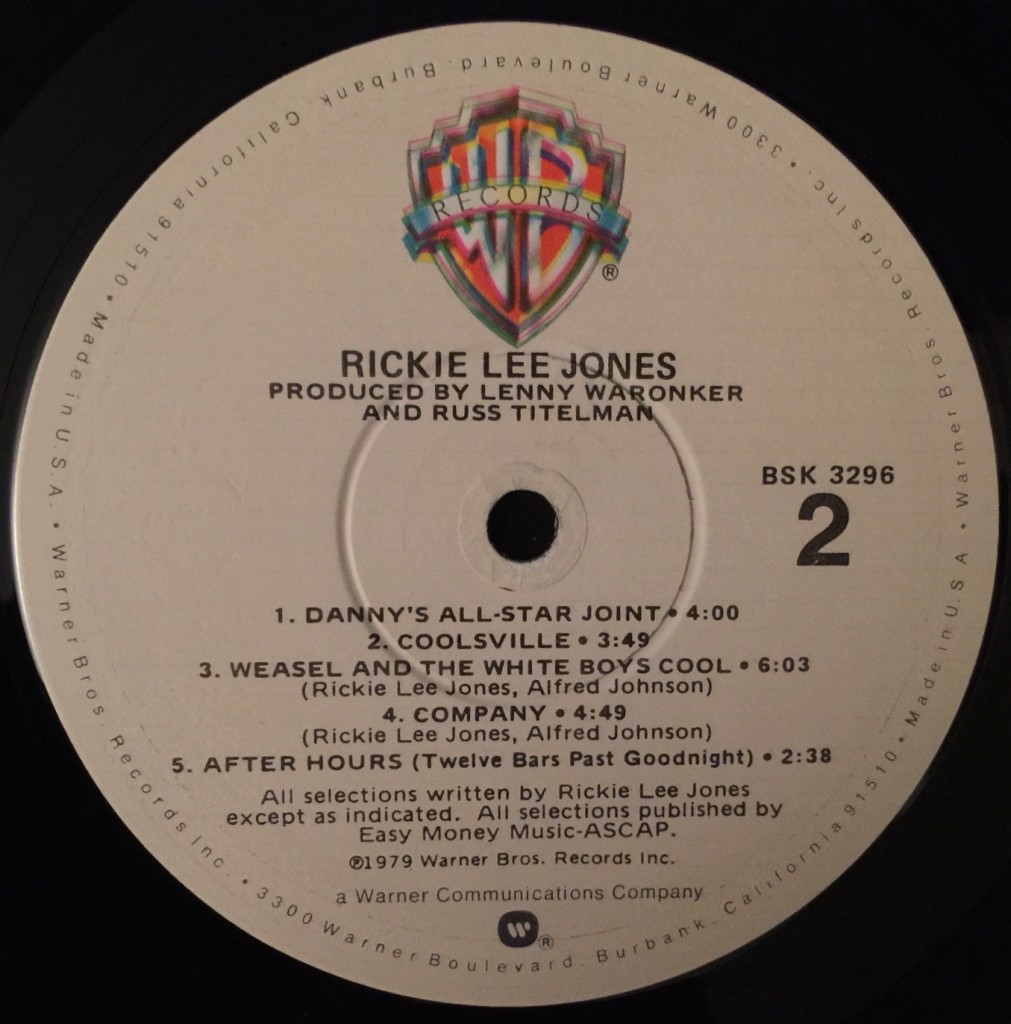 WB
RECORDS
®
RICKIE LEE JONES
PRODUCED BY LENNY WARONKER
AND RUSS TITELMAN
BSK 3296
2
1. DANNY'S ALL-STAR JOINT • 4:00
2. COOLSVILLE • 3:49
3. WEASEL AND THE WHITE BOYS COOL • 6:03
(Rickie Lee Jones, Alfred Johnson)
4. COMPANY • 4:49
(Rickie Lee Jones, Alfred Johnson)
5. AFTER HOURS (Twelve Bars Past Goodnight) • 2:38
All selections written by Rickie Lee Jones
except as indicated. All selections published by
Easy Money Music-ASCAP.
℗1979 Warner Bros. Records Inc.
a Warner Communications Company
W ®
Warner Bros. Records Inc. • 3300 Warner Boulevard. Burbank. California 91510 • Made in U.S.A. • Warner Bros. Records Inc. • 3300 Warner Boulevard. Burbank. California 91510 • Made in U.S A •